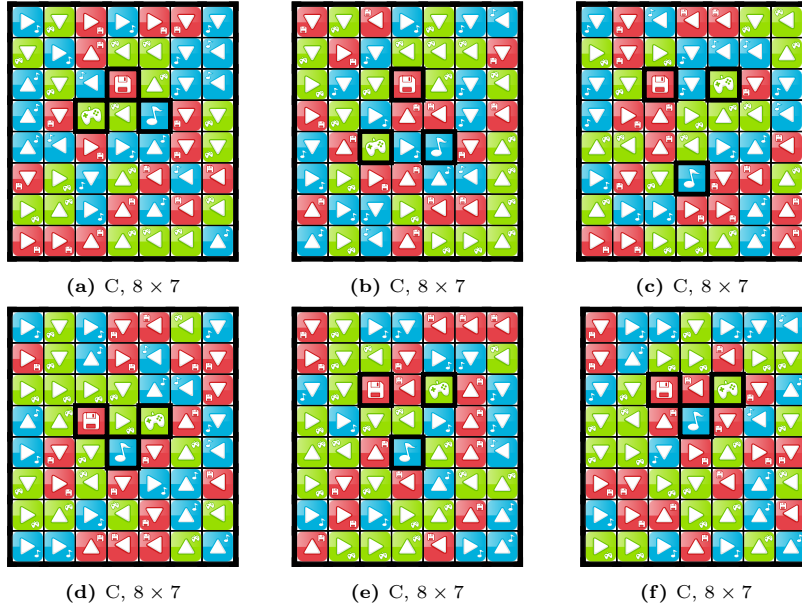 (a) C, 8 × 7
(b) C, 8 × 7
(c) C, 8 × 7
(d) C, 8 × 7
(e) C, 8 × 7
(f) C, 8 × 7